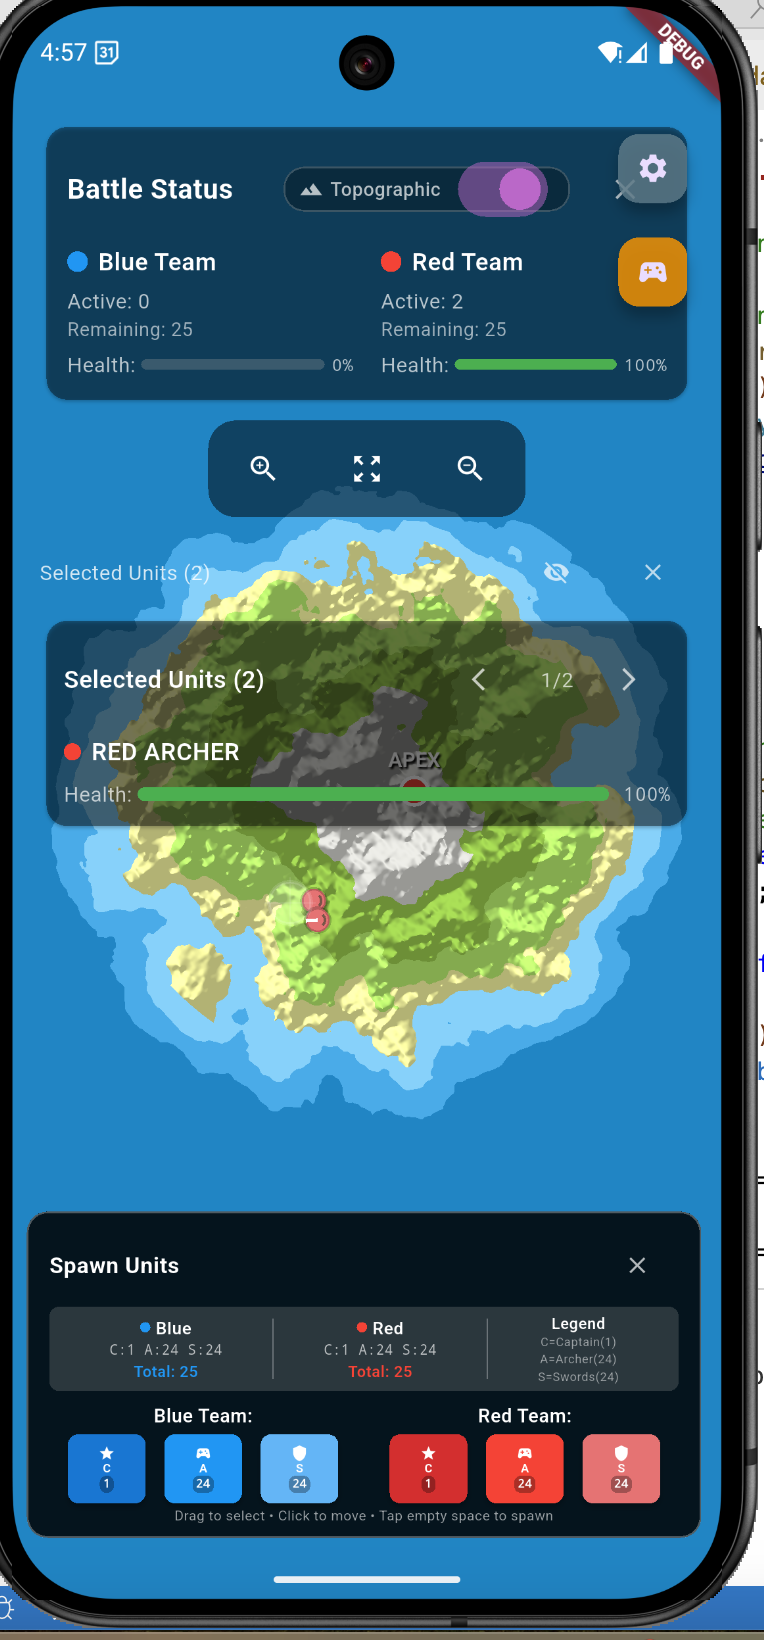 4:57 31
DEBUG
Battle Status
Topographic
Blue Team
Red Team
Active: 0
Active: 2
Remaining: 25
Remaining: 25
Health: 0%
Health: 100%
Selected Units (2)
Selected Units (2)
1/2
RED ARCHER
APEX
Health: 100%
Spawn Units
Blue
Red
Legend
C:1 A:24 S:24
C:1 A:24 S:24
C=Captain(1)
A=Archer(24)
S=Swords(24)
Total: 25
Total: 25
Blue Team:
Red Team:
C
A
S
C
A
S
1
24
24
1
24
24
Drag to select • Click to move • Tap empty space to spawn